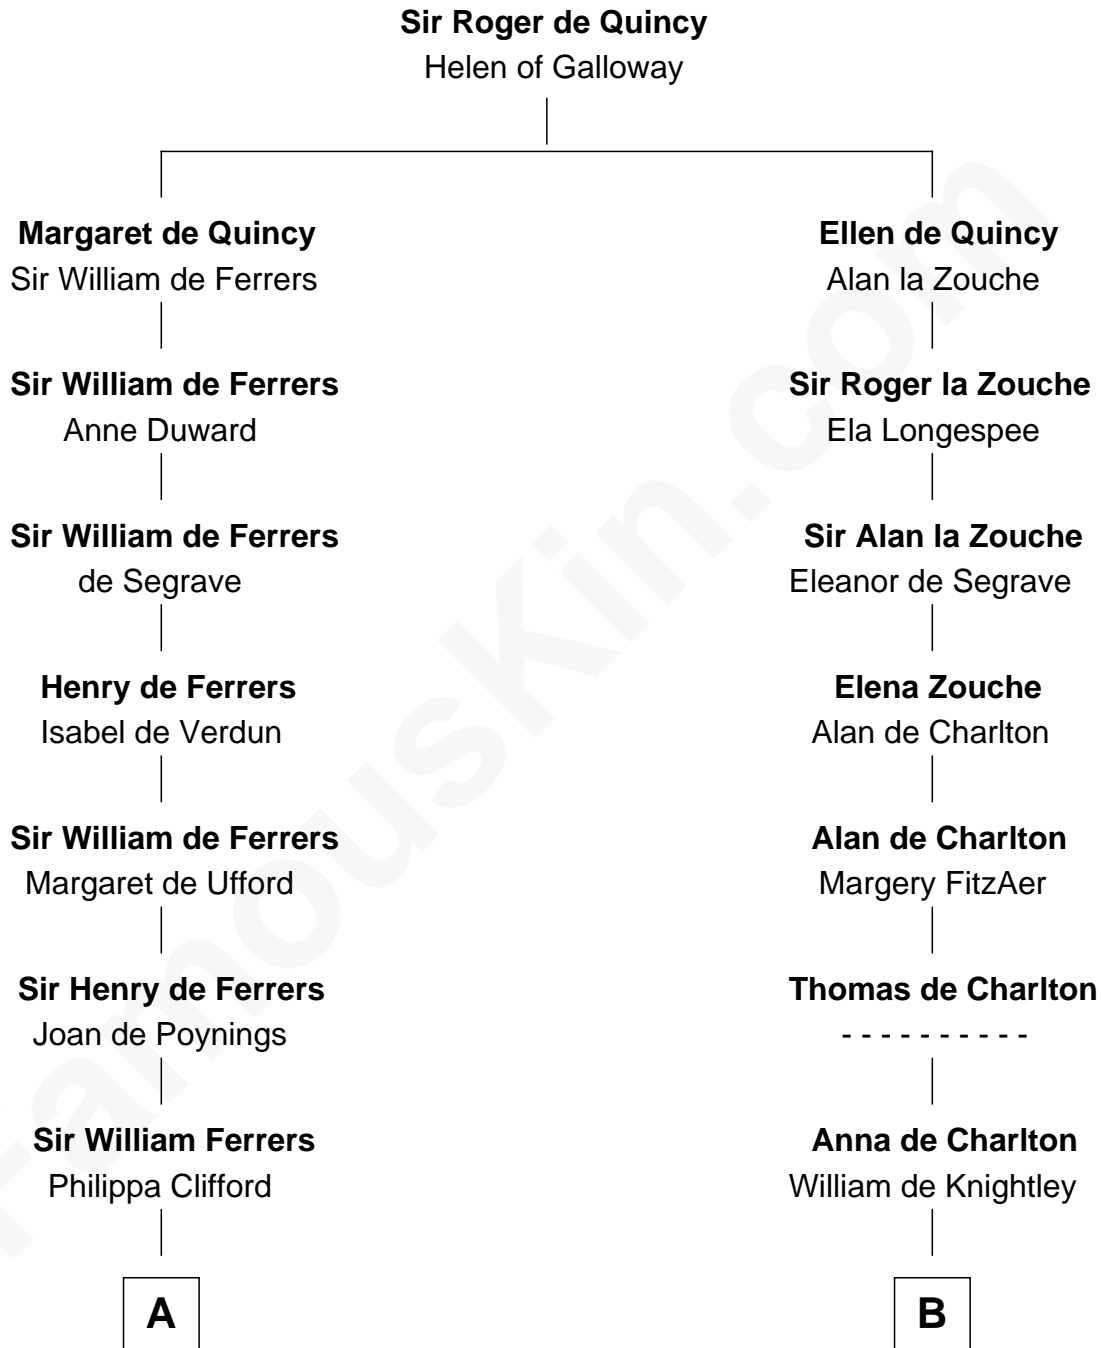 Sir Roger de Quincy
Helen of Galloway
Margaret de Quincy
Sir William de Ferrers
Ellen de Quincy
Alan la Zouche
Sir William de Ferrers
Anne Duward
Sir Roger la Zouche
Ela Longespee
Sir William de Ferrers
de Segrave
Sir Alan la Zouche
Eleanor de Segrave
Henry de Ferrers
Isabel de Verdun
Elena Zouche
Alan de Charlton
Sir William de Ferrers
Margaret de Ufford
Alan de Charlton
Margery FitzAer
Sir Henry de Ferrers
Joan de Poynings
Thomas de Charlton
- - - - - - - - - -
Sir William Ferrers
Philippa Clifford
Anna de Charlton
William de Knightley
A
B
FamousKin.com